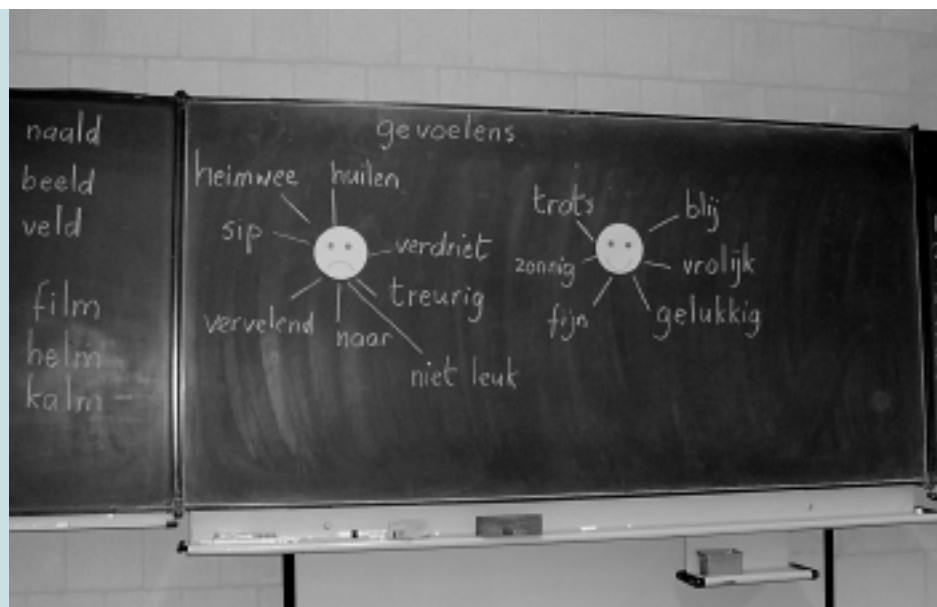 naald
beeld
veld
film
helm
kalm
gevoelens
heimwee
huilen
sip
verdriet
treurig
vervelend
naar
niet leuk
trots
blij
zonnig
vrolijk
fijn
gelukkig